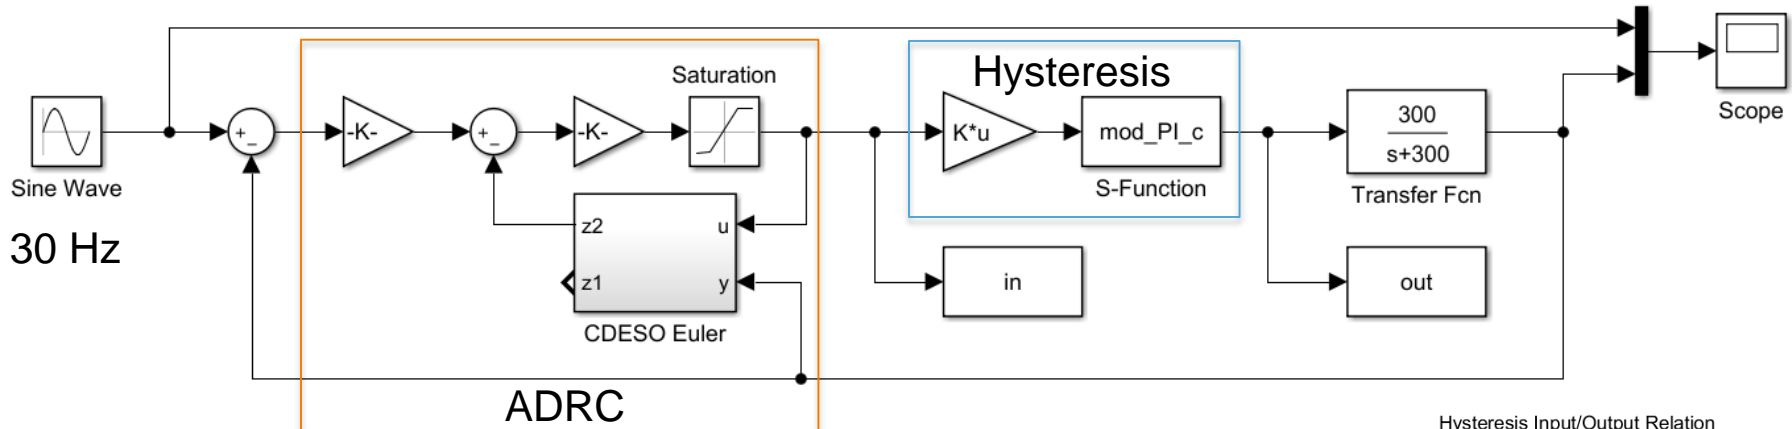 Hysteresis
Saturation
-K-
-K-
K*u
mod_PI_c
300
s+300
Scope
Sine Wave
S-Function
Transfer Fcn
30 Hz
z2
u
z1
y
in
out
CDESO Euler
ADRC
Hysteresis Input/Output Relation